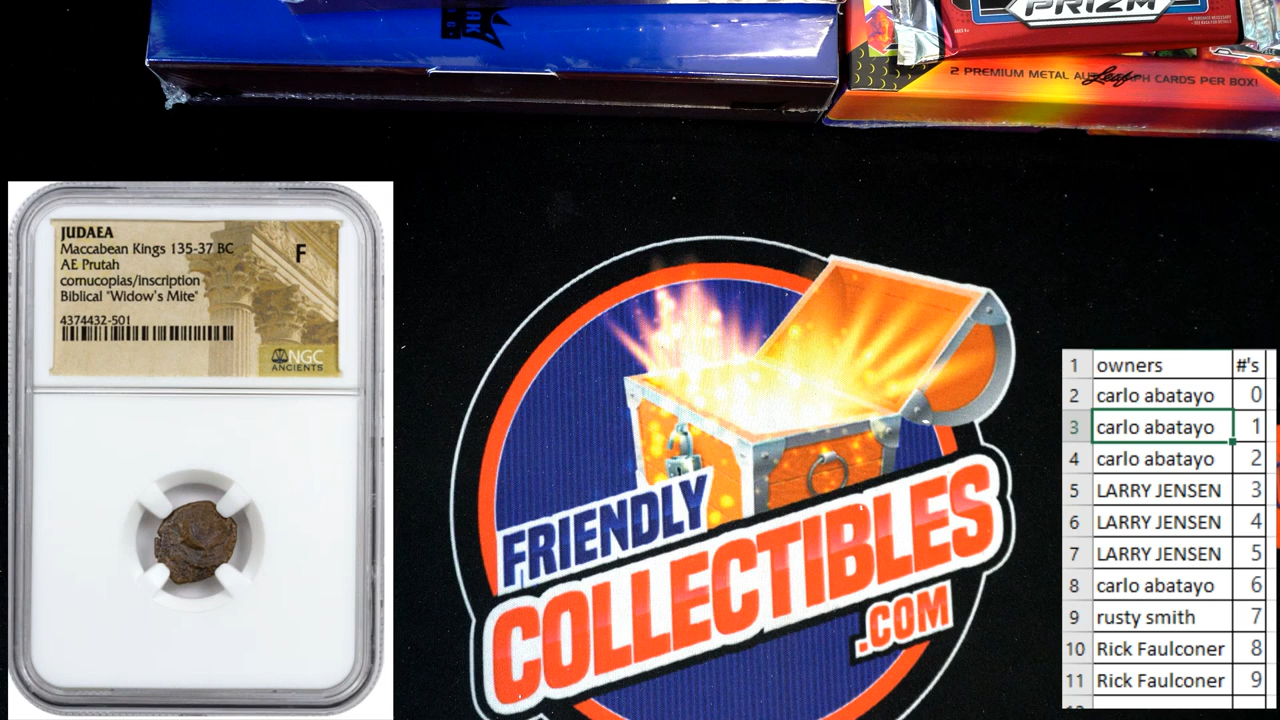 PRIZM
2 PREMIUM METAL AUTOGRAPH CARDS PER BOX!
Leaf
JUDAEA
Maccabean Kings 135-37 BC
F
AE Prutah
cornucopias/inscription
Biblical "Widow's Mite"
4374432-501
NGC
ANCIENTS
FRIENDLY
COLLECTIBLES
.COM
1 owners #'s
2 carlo abatayo 0
3 carlo abatayo 1
4 carlo abatayo 2
5 LARRY JENSEN 3
6 LARRY JENSEN 4
7 LARRY JENSEN 5
8 carlo abatayo 6
9 rusty smith 7
10 Rick Faulconer 8
11 Rick Faulconer 9